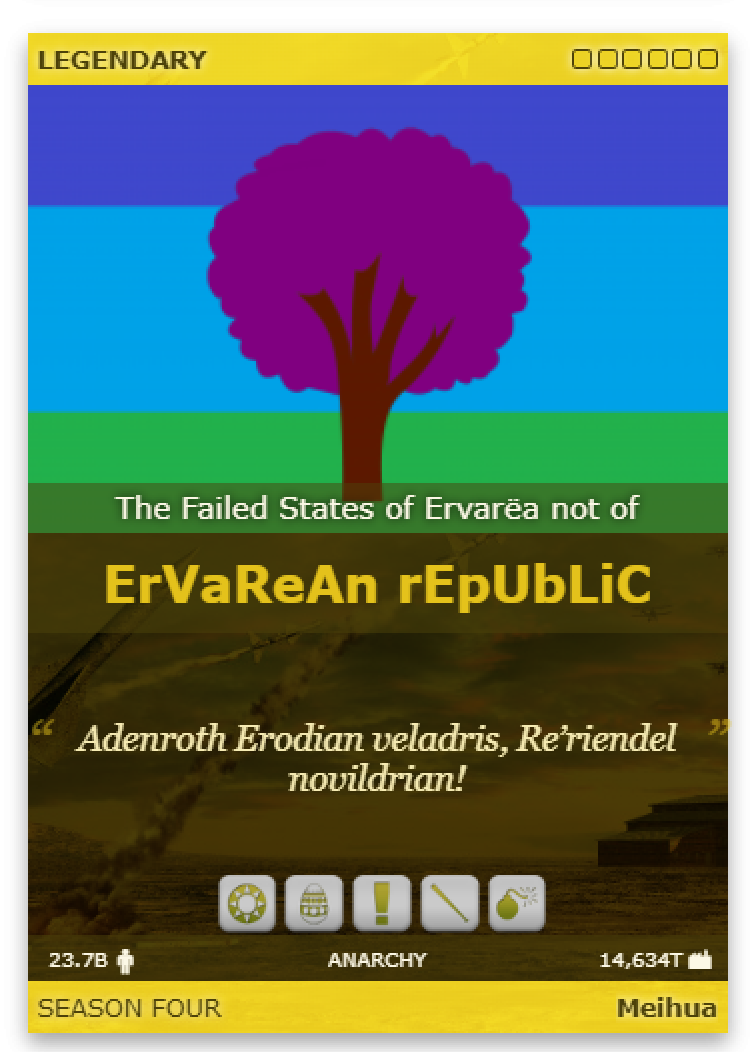 LEGENDARY
The Failed States of Ervarëa not of
ErVaReAn rEpUbLiC
“ Adenroth Erodian veladris, Re’riendel ”
novildrian!
23.7B ANARCHY 14,634T
SEASON FOUR Meihua